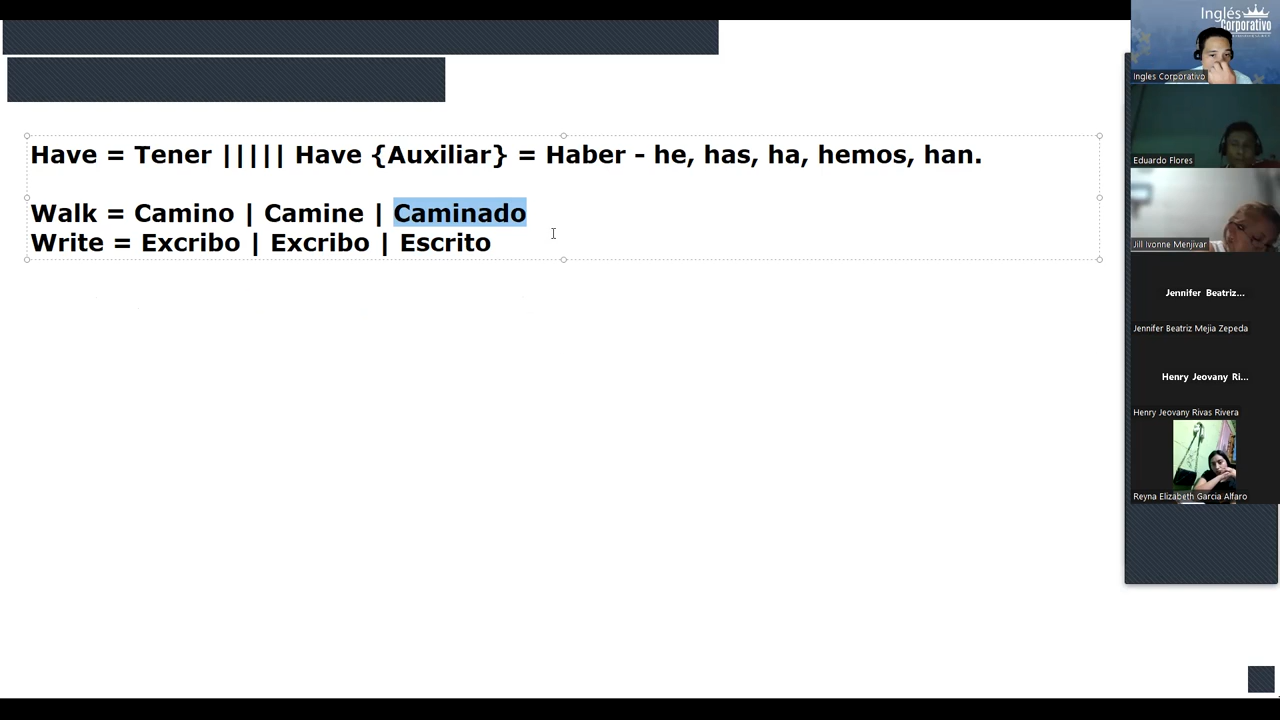 Have = Tener ||||| Have {Auxiliar} = Haber - he, has, ha, hemos, han.
Walk = Camino | Camine | Caminado
Write = Excribo | Excribo | Escrito
Inglés
Corporativo
Ingles Corporativo
Eduardo Flores
Jill Ivonne Menjivar
Jennifer Beatriz...
Jennifer Beatriz Mejia Zepeda
Henry Jeovany Ri...
Henry Jeovany Rivas Rivera
Reyna Elizabeth Garcia Alfaro